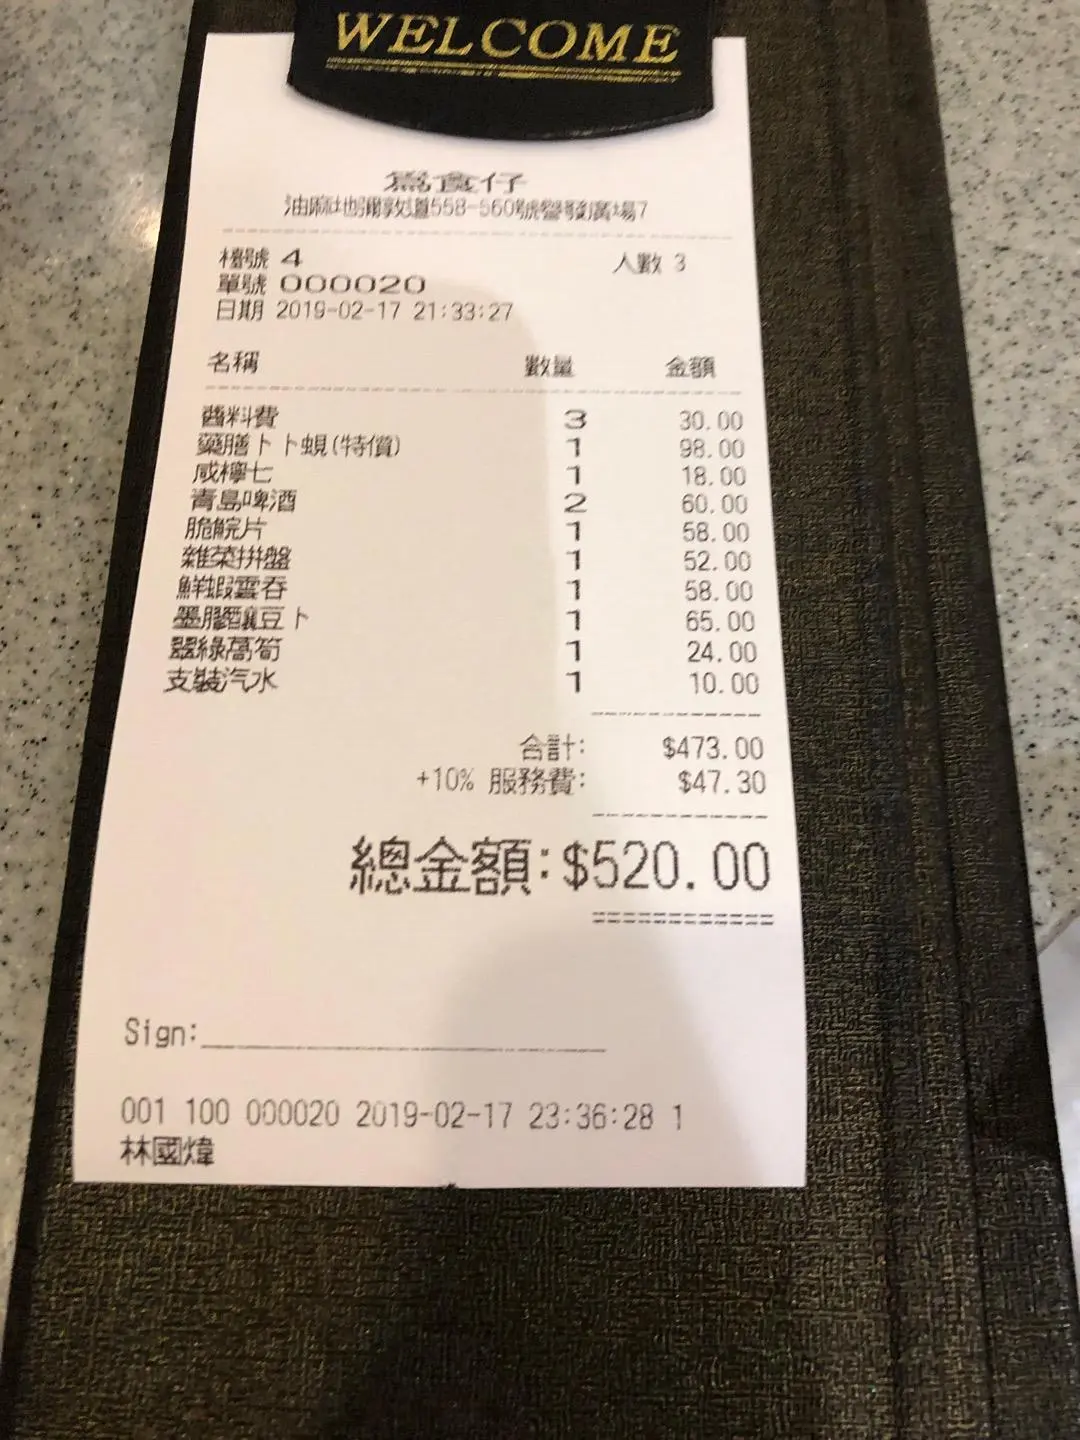 WELCOME
為食仔
油麻地彌敦道558-560號譽發廣場7
檯號 4 人數 3
單號 000020
日期 2019-02-17 21:33:27
名稱 數量 金額
醬料費 3 30.00
藥膳卜卜蜆(特價) 1 98.00
咸檸七 1 18.00
青島啤酒 2 60.00
脆鯇片 1 58.00
雜菜拼盤 1 52.00
鮮蝦雲吞 1 58.00
墨膠釀豆卜 1 65.00
翠綠萵筍 1 24.00
支裝汽水 1 10.00
合計: $473.00
+10% 服務費: $47.30
總金額: $520.00
Sign:
001 100 000020 2019-02-17 23:36:28 1
林國煒